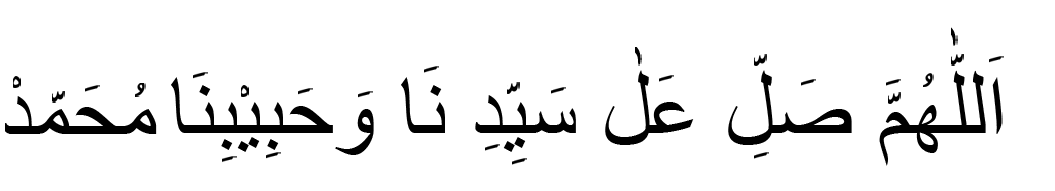 اَللّٰهُمَّ صَلِّ عَلٰ سَيِّدِ نَا وَ حَبِيْبِنَا مُحَمَّدْ